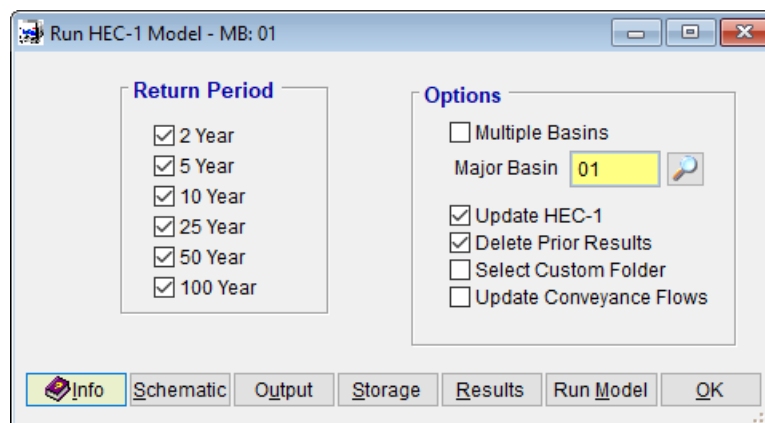 Run HEC-1 Model - MB: 01
Return Period
2 Year
5 Year
10 Year
25 Year
50 Year
100 Year
Options
Multiple Basins
Major Basin 01
Update HEC-1
Delete Prior Results
Select Custom Folder
Update Conveyance Flows
Info Schematic Output Storage Results Run Model OK